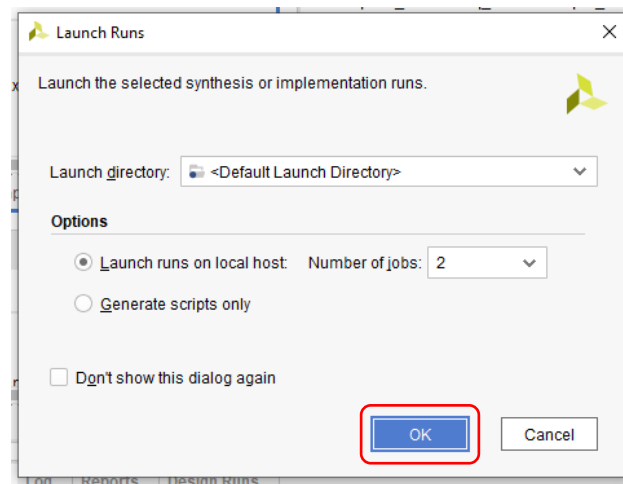 Launch Runs
Launch the selected synthesis or implementation runs.
Launch directory: <Default Launch Directory>
Options
Launch runs on local host: Number of jobs: 2
Generate scripts only
Don't show this dialog again
OK Cancel
Log Reports Design Runs